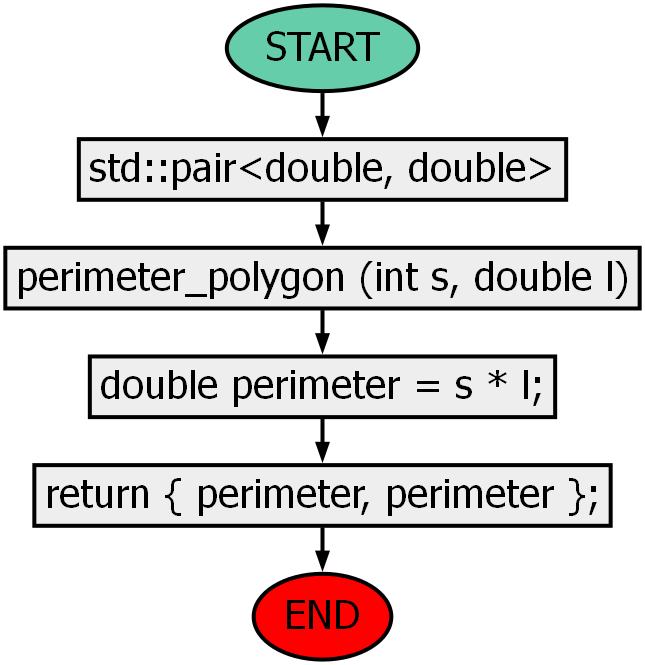 START
std::pair<double, double>
perimeter_polygon (int s, double l)
double perimeter = s * l;
return { perimeter, perimeter };
END